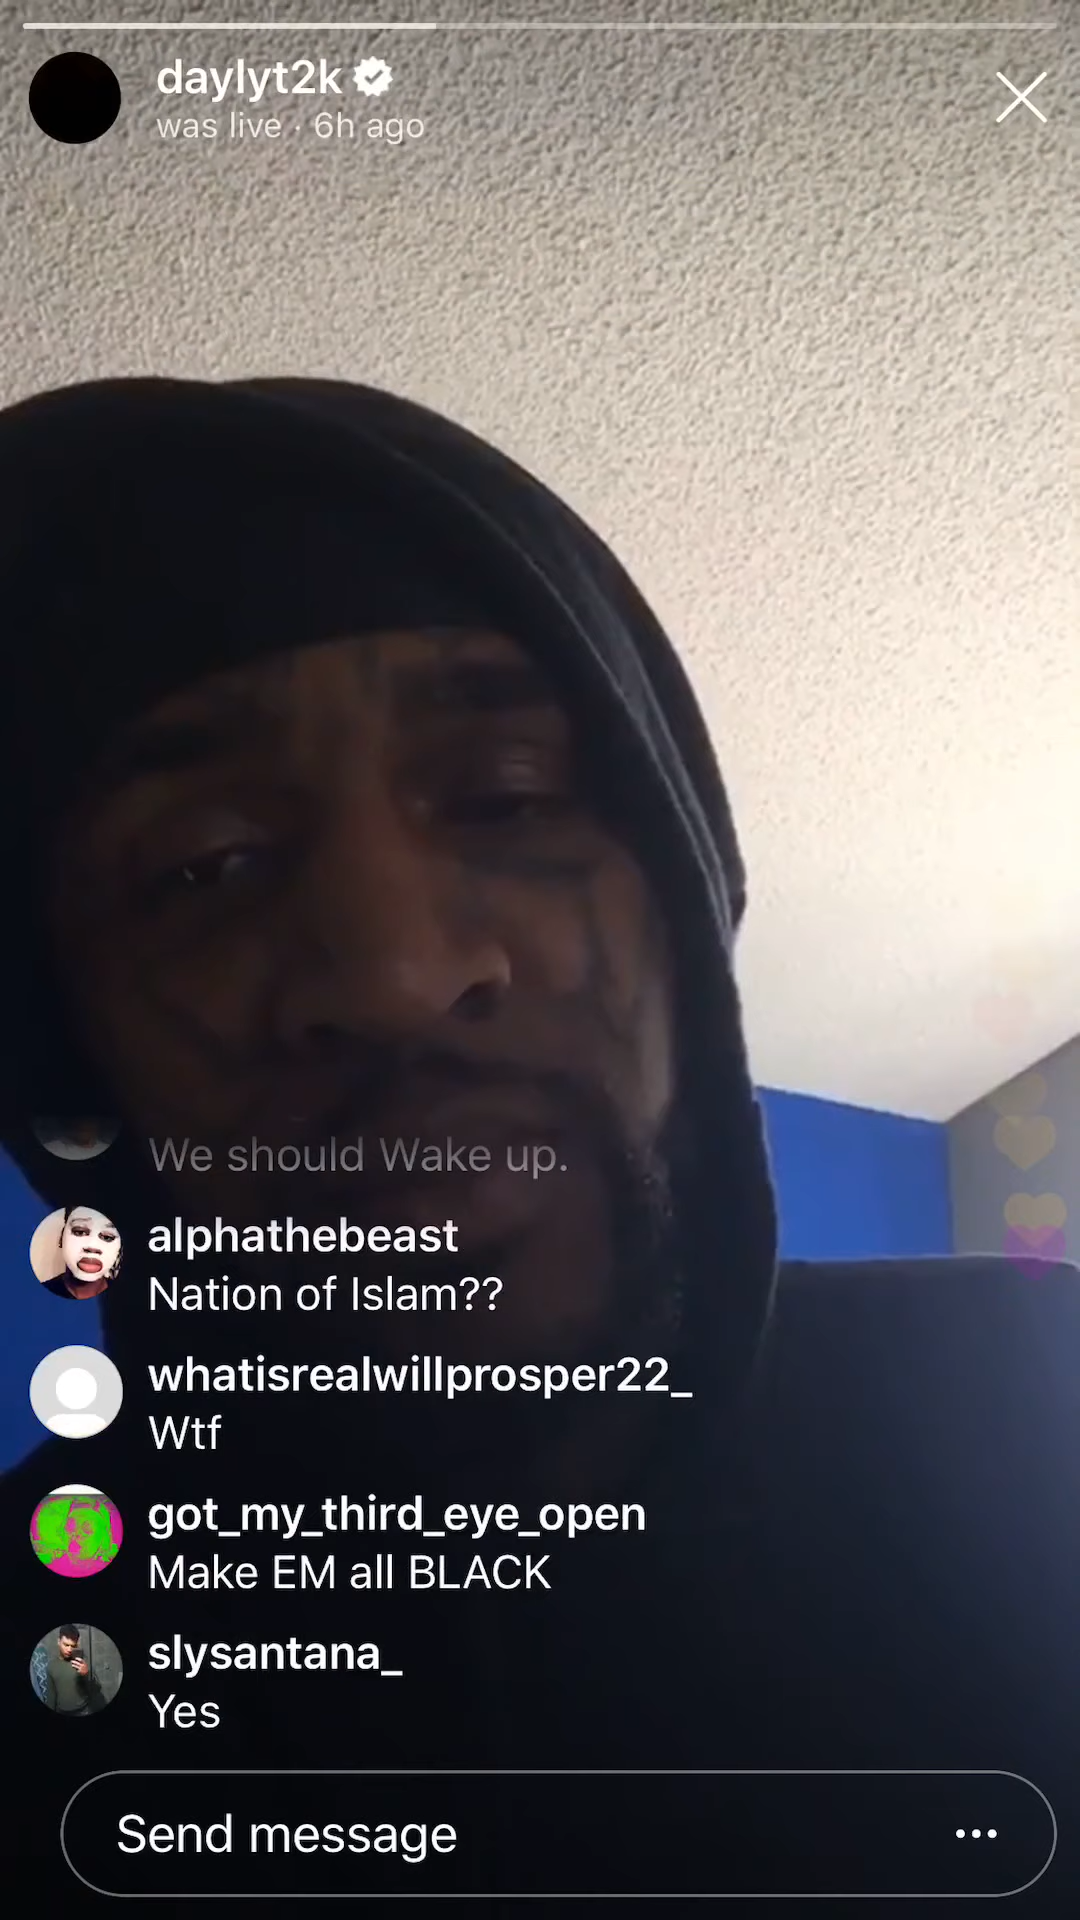 daylyt2k
was live · 6h ago
We should Wake up.
alphathebeast
Nation of Islam??
whatisrealwillprosper22_
Wtf
got_my_third_eye_open
Make EM all BLACK
slysantana_
Yes
Send message